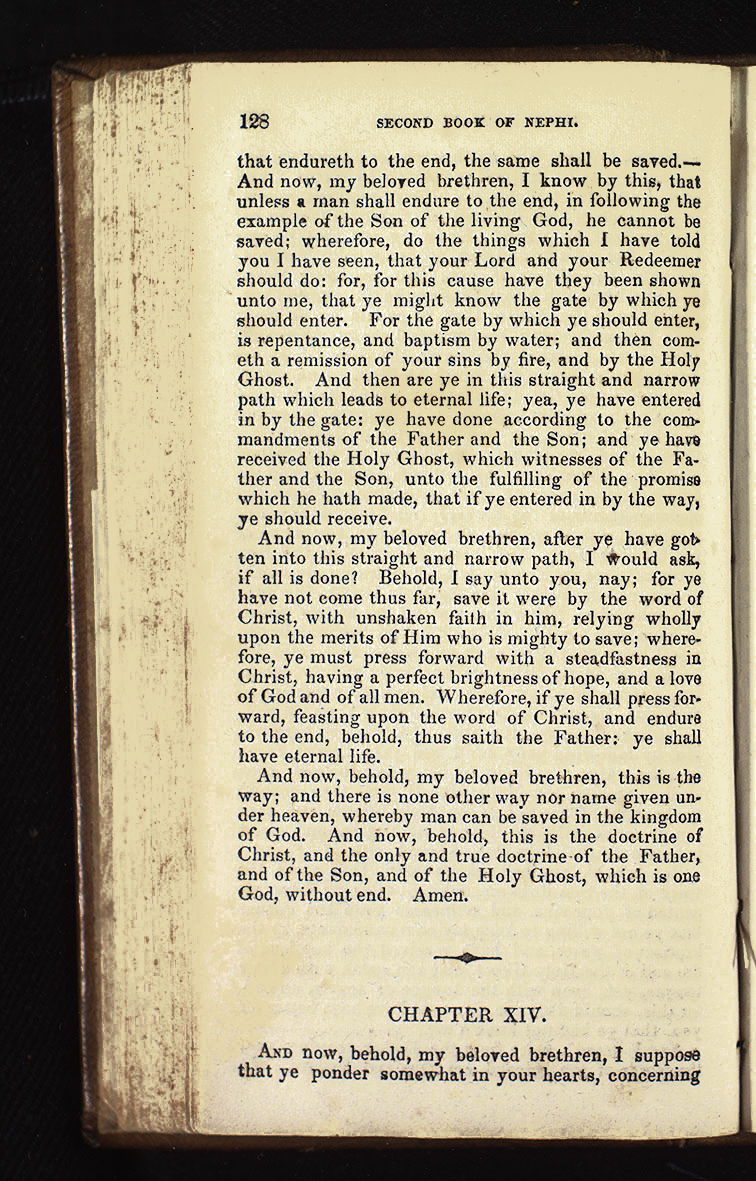 128 SECOND BOOK OF NEPHI.
that endureth to the end, the same shall be saved.—
And now, my beloved brethren, I know by this, that
unless a man shall endure to the end, in following the
example of the Son of the living God, he cannot be
saved; wherefore, do the things which I have told
you I have seen, that your Lord and your Redeemer
should do: for, for this cause have they been shown
unto me, that ye might know the gate by which ye
should enter. For the gate by which ye should enter,
is repentance, and baptism by water; and then com-
eth a remission of your sins by fire, and by the Holy
Ghost. And then are ye in this straight and narrow
path which leads to eternal life; yea, ye have entered
in by the gate: ye have done according to the com-
mandments of the Father and the Son; and ye have
received the Holy Ghost, which witnesses of the Fa-
ther and the Son, unto the fulfilling of the promise
which he hath made, that if ye entered in by the way,
ye should receive.
And now, my beloved brethren, after ye have got-
ten into this straight and narrow path, I would ask,
if all is done? Behold, I say unto you, nay; for ye
have not come thus far, save it were by the word of
Christ, with unshaken faith in him, relying wholly
upon the merits of Him who is mighty to save; where-
fore, ye must press forward with a steadfastness in
Christ, having a perfect brightness of hope, and a love
of God and of all men. Wherefore, if ye shall press for-
ward, feasting upon the word of Christ, and endure
to the end, behold, thus saith the Father: ye shall
have eternal life.
And now, behold, my beloved brethren, this is the
way; and there is none other way nor name given un-
der heaven, whereby man can be saved in the kingdom
of God. And now, behold, this is the doctrine of
Christ, and the only and true doctrine of the Father,
and of the Son, and of the Holy Ghost, which is one
God, without end. Amen.
CHAPTER XIV.
AND now, behold, my beloved brethren, I suppose
that ye ponder somewhat in your hearts, concerning